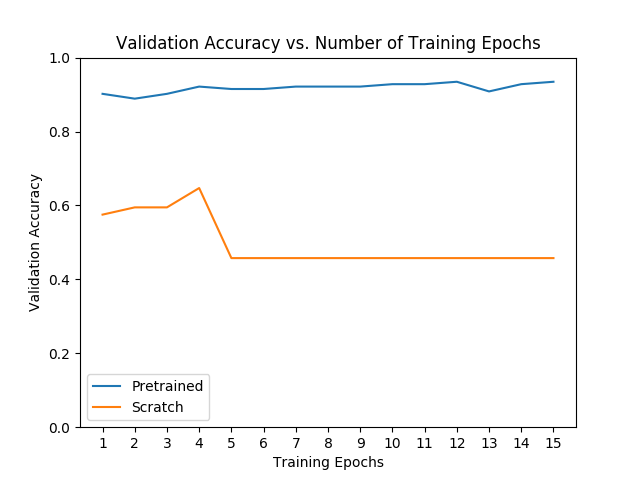 Validation Accuracy vs. Number of Training Epochs
1.0
0.8
0.6
0.4
0.2
0.0
Validation Accuracy
Pretrained
Scratch
1 2 3 4 5 6 7 8 9 10 11 12 13 14 15
Training Epochs